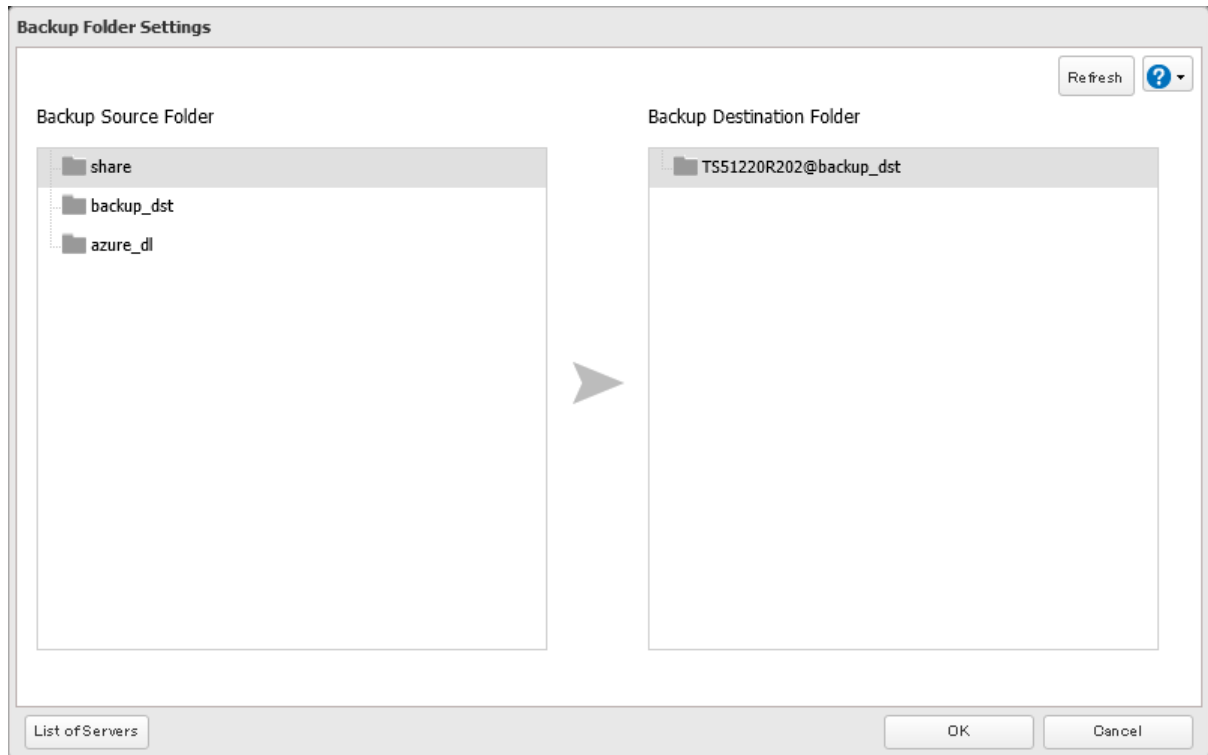 Backup Folder Settings
Refresh
?
Backup Source Folder
Backup Destination Folder
share
TS51220R202@backup_dst
backup_dst
azure_dl
List of Servers
OK
Cancel